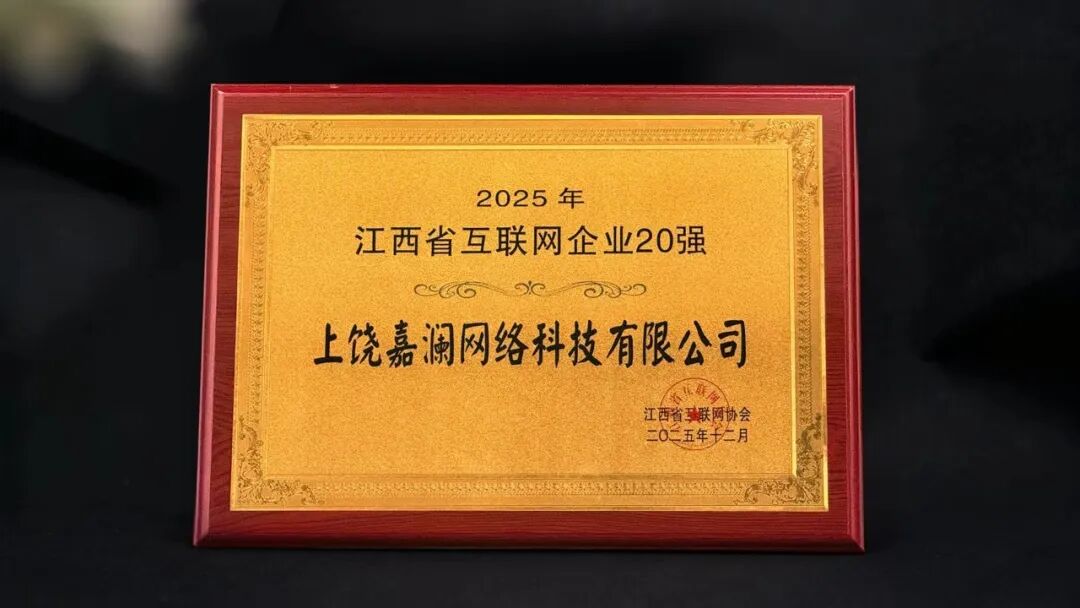 2025 年
江西省互联网企业20强
上饶嘉澜网络科技有限公司
江西省互联网协会
二〇二五年十二月